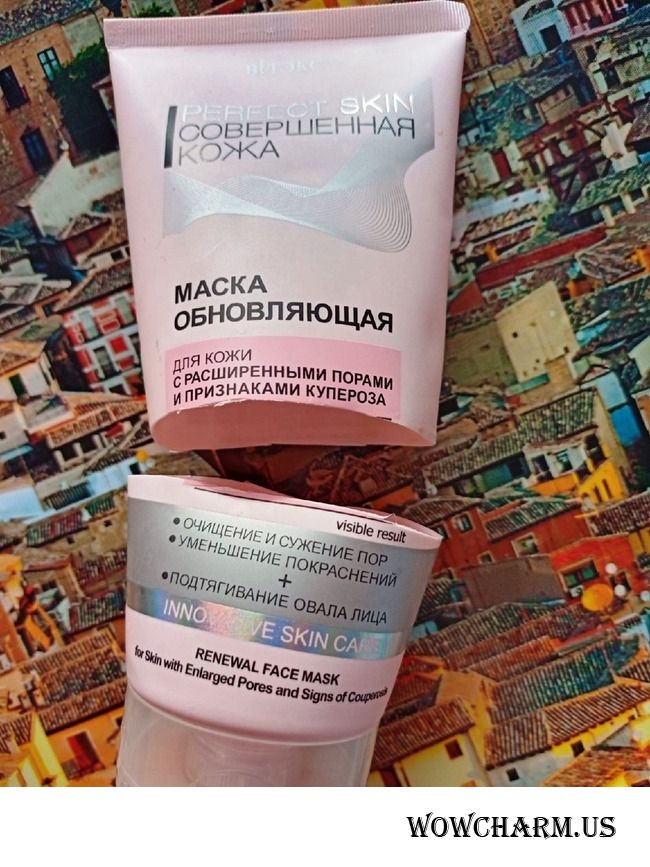 PERFECT SKIN
СОВЕРШЕННАЯ
КОЖА
МАСКА
ОБНОВЛЯЮЩАЯ
ДЛЯ КОЖИ
С РАСШИРЕННЫМИ ПОРАМИ
И ПРИЗНАКАМИ КУПЕРОЗА
visible result
• ОЧИЩЕНИЕ И СУЖЕНИЕ ПОР
• УМЕНЬШЕНИЕ ПОКРАСНЕНИЙ
+
• ПОДТЯГИВАНИЕ ОВАЛА ЛИЦА
INNOVATIVE SKIN CARE
RENEWAL FACE MASK
for Skin with Enlarged Pores and Signs of Couperosis
WOWCHARM.US